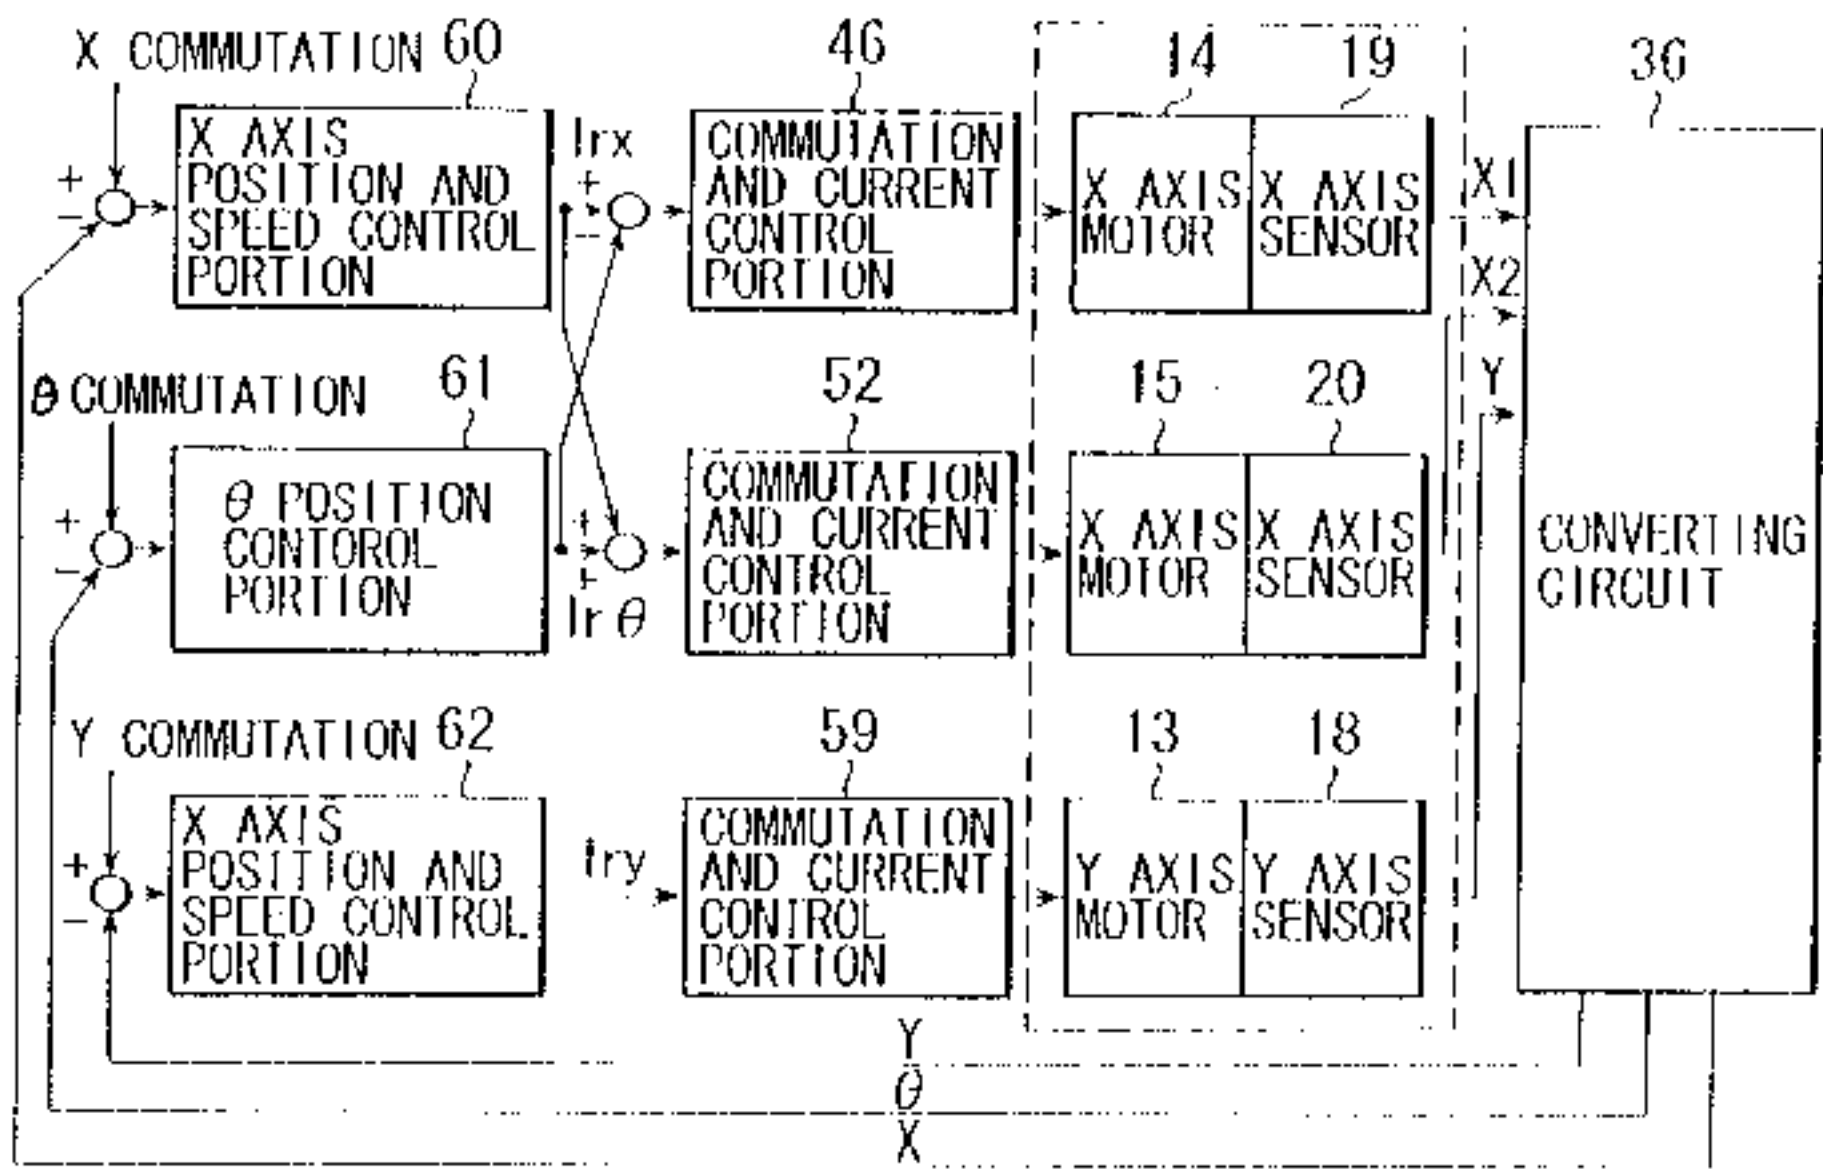 X COMMUTATION
60
46
14
19
36
X AXIS
POSITION AND
SPEED CONTROL
PORTION
+
−
Irx
+
−
COMMUTATION
AND CURRENT
CONTROL
PORTION
X AXIS
MOTOR
X AXIS
SENSOR
X1
X2
Y
θ COMMUTATION
61
52
15
20
+
−
θ POSITION
CONTOROL
PORTION
+
+
Ir θ
COMMUTATION
AND CURRENT
CONTROL
PORTION
X AXIS
MOTOR
X AXIS
SENSOR
CONVERTING
CIRCUIT
Y COMMUTATION
62
59
13
18
+
−
X AXIS
POSITION AND
SPEED CONTROL
PORTION
Iry
COMMUTATION
AND CURRENT
CONTROL
PORTION
Y AXIS
MOTOR
Y AXIS
SENSOR
Y
θ
X